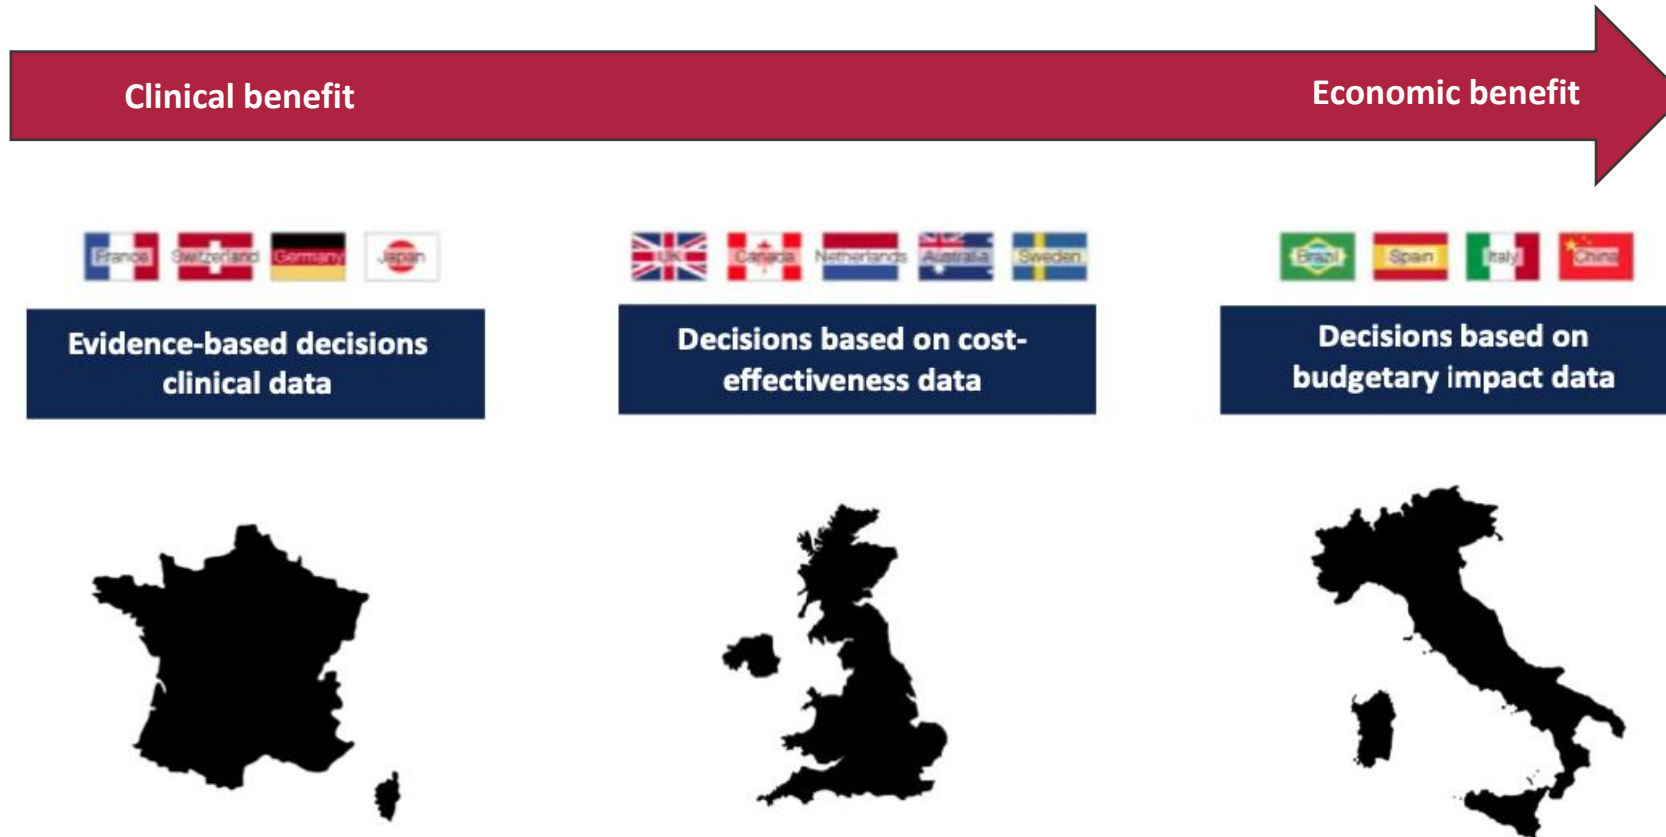 Clinical benefit
Economic benefit
France Switzerland Germany Japan
UK Canada Netherlands Australia Sweden
Brazil Spain Italy China
Evidence-based decisions
clinical data
Decisions based on cost-
effectiveness data
Decisions based on
budgetary impact data